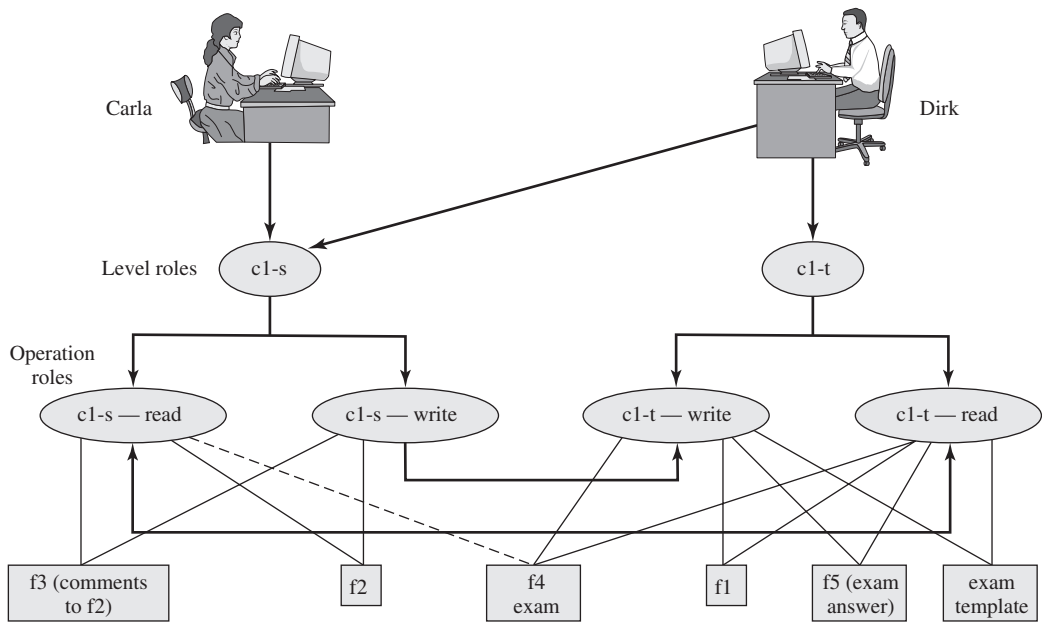 Carla
Dirk
Level roles
c1-s
c1-t
Operation
roles
c1-s — read
c1-s — write
c1-t — write
c1-t — read
f3 (comments
to f2)
f2
f4
exam
f1
f5 (exam
answer)
exam
template